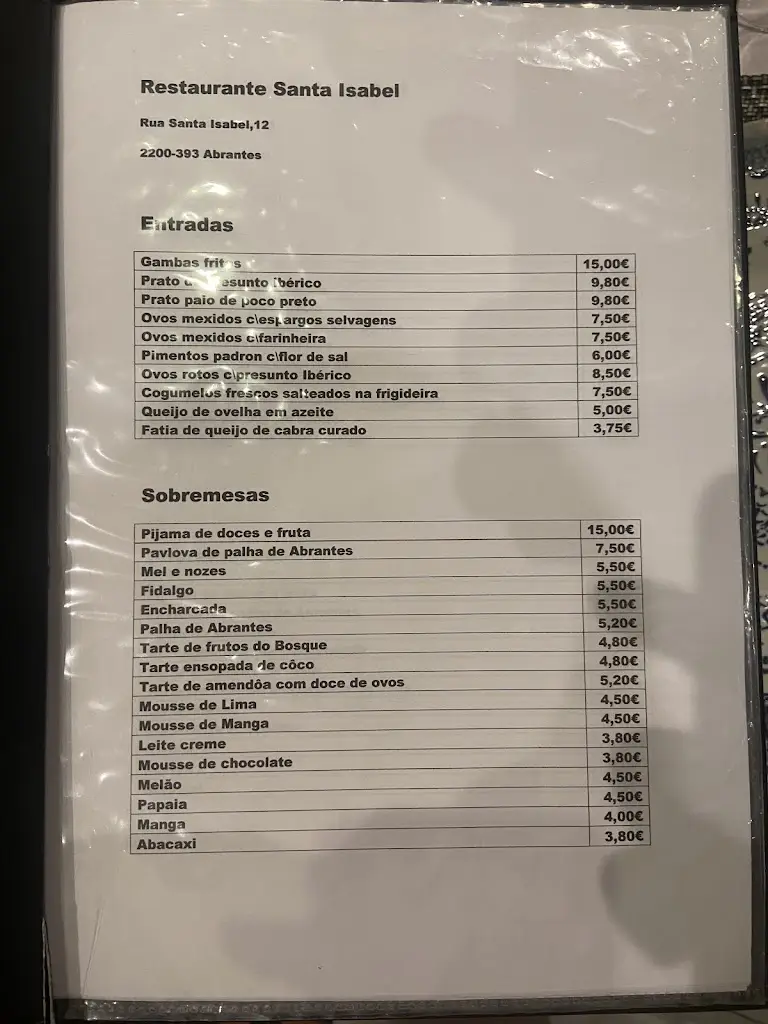 Restaurante Santa Isabel
Rua Santa Isabel,12
2200-393 Abrantes
Entradas
Gambas fritas 15,00€
Prato presunto Ibérico 9,80€
Prato paio de poco preto 9,80€
Ovos mexidos c\espargos selvagens 7,50€
Ovos mexidos c\farinheira 7,50€
Pimentos padron c\flor de sal 6,00€
Ovos rotos c\presunto Ibérico 8,50€
Cogumelos frescos salteados na frigideira 7,50€
Queijo de ovelha em azeite 5,00€
Fatia de queijo de cabra curado 3,75€
Sobremesas
Pijama de doces e fruta 15,00€
Pavlova de palha de Abrantes 7,50€
Mel e nozes 5,50€
Fidalgo 5,50€
Encharcada 5,50€
Palha de Abrantes 5,20€
Tarte de frutos do Bosque 4,80€
Tarte ensopada de côco 4,80€
Tarte de amendôa com doce de ovos 5,20€
Mousse de Lima 4,50€
Mousse de Manga 4,50€
Leite creme 3,80€
Mousse de chocolate 3,80€
Melão 4,50€
Papaia 4,50€
Manga 4,00€
Abacaxi 3,80€